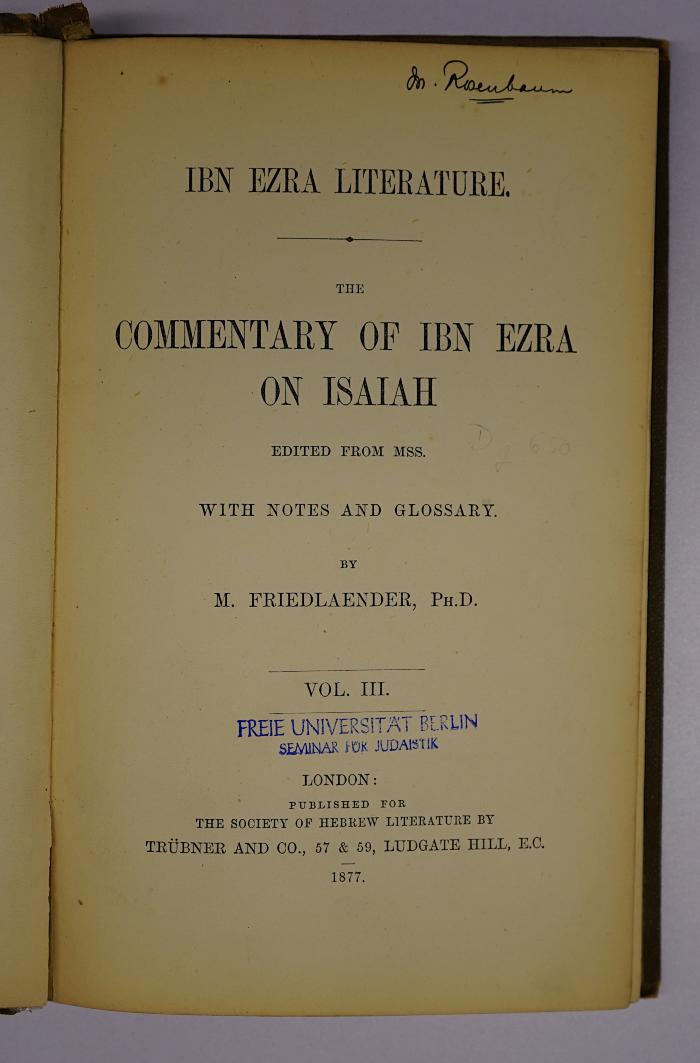 M. Rosenbaum
IBN EZRA LITERATURE.
THE
COMMENTARY OF IBN EZRA
ON ISAIAH
EDITED FROM MSS.
Dg 650
WITH NOTES AND GLOSSARY.
BY
M. FRIEDLAENDER, PH.D.
VOL. III.
FREIE UNIVERSITÄT BERLIN
SEMINAR FÜR JUDAISTIK
LONDON:
PUBLISHED FOR
THE SOCIETY OF HEBREW LITERATURE BY
TRÜBNER AND CO., 57 & 59, LUDGATE HILL, E.C.
1877.